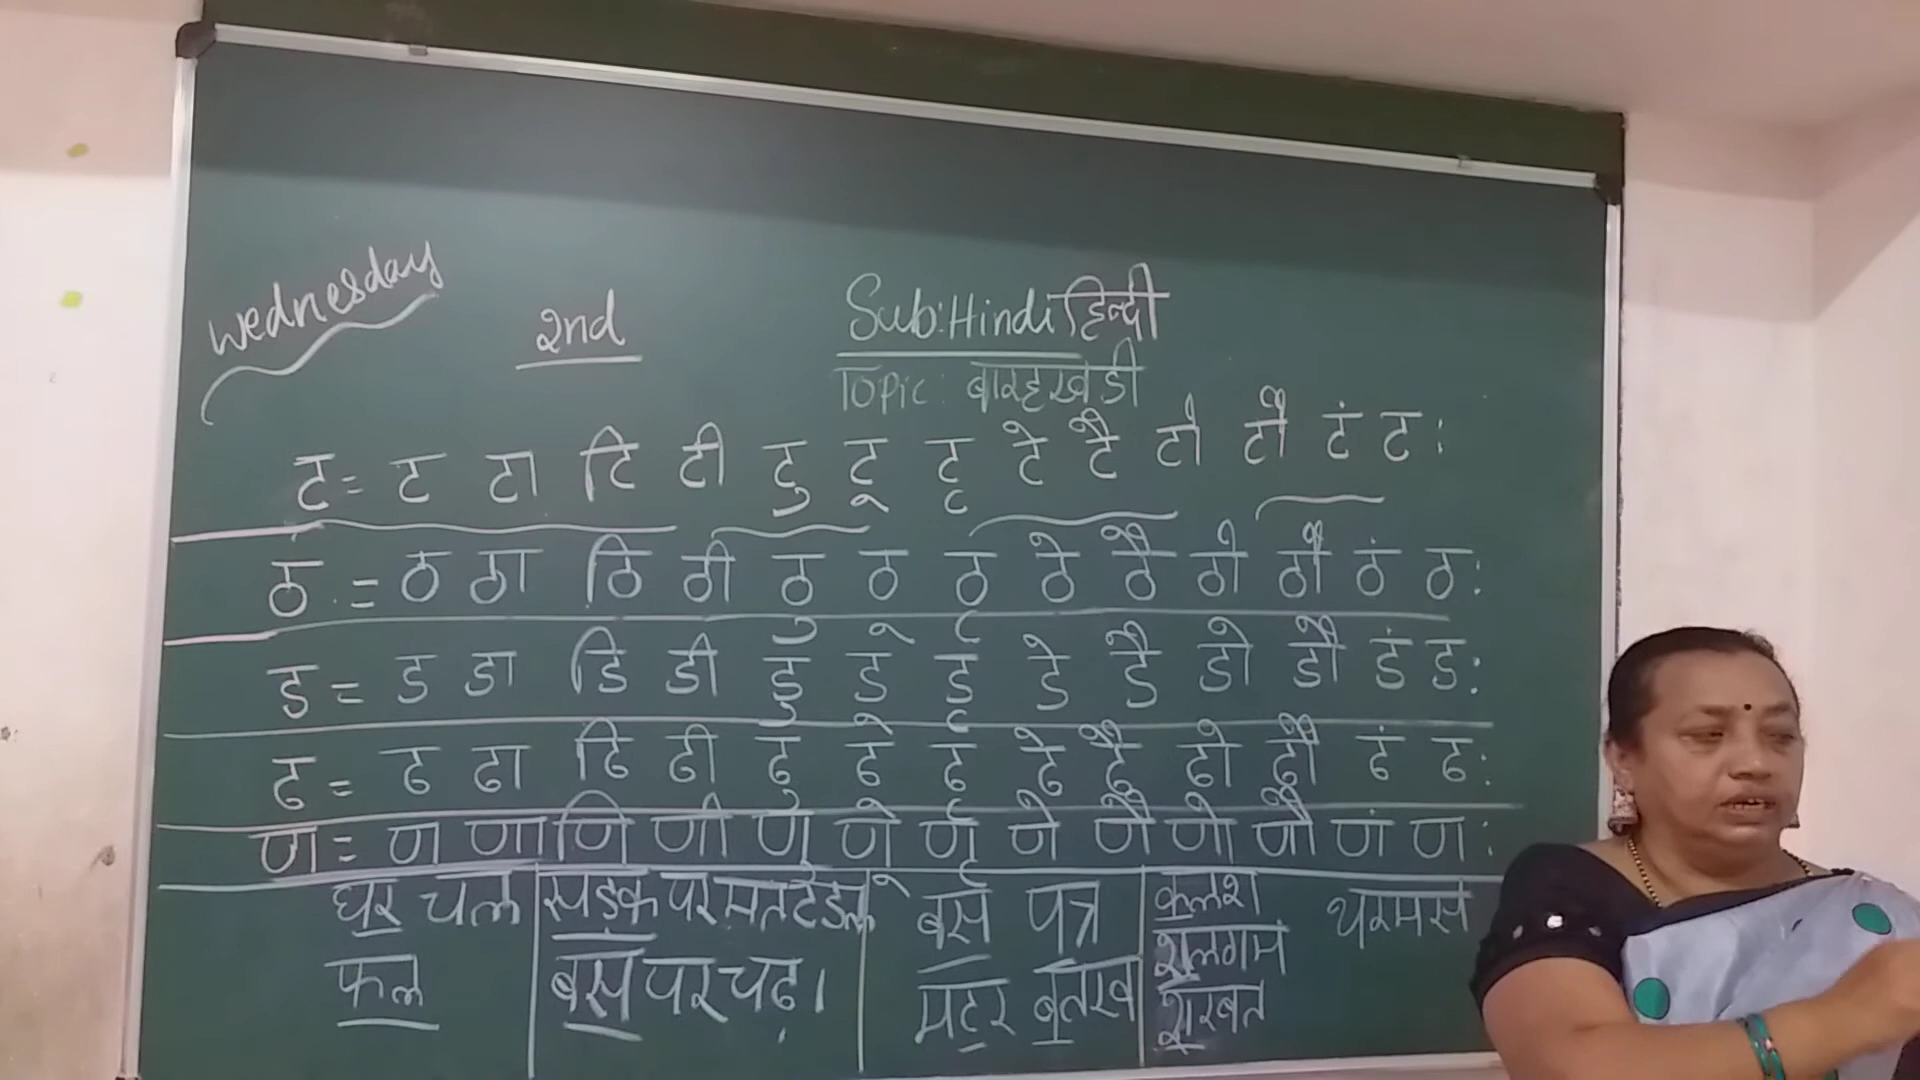 Wednesday
2nd
Sub:Hindi हिन्दी
Topic: बारहखडी
ट= ट टा टि टी टु टू टृ टे टै टो टौ टं ट:
ठ = ठ ठा ठि ठी ठु ठ ठृ ठे ठै ठो ठौ ठं ठ:
ड = ड डा डि डी डु डे डृ डे डै डो डौ डं ड:
ढ = ढ ढा ढि ढी ढु ढे ढृ ढे ढै ढो ढौ ढं ढ:
ण= ण णा णि णी णु णे णृ णे णै णो णौ णं ण:
घर चल
फल
सड़क पर मत टहल
बस पर चढ़।
बस पत्र
मटर बतख
कलश
शलगम
शरबत
थरमस